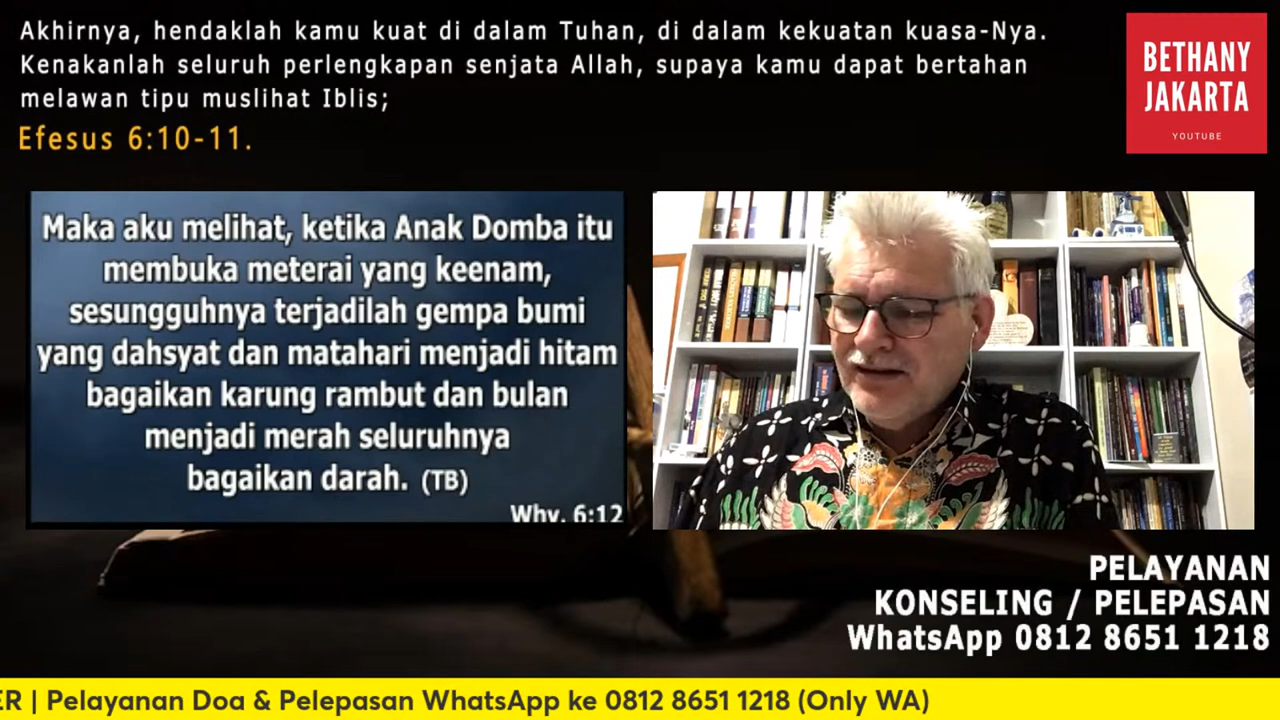 Akhirnya, hendaklah kamu kuat di dalam Tuhan, di dalam kekuatan kuasa-Nya.
Kenakanlah seluruh perlengkapan senjata Allah, supaya kamu dapat bertahan
melawan tipu muslihat Iblis;
Efesus 6:10-11.
BETHANY
JAKARTA
YOUTUBE
Maka aku melihat, ketika Anak Domba itu
membuka meterai yang keenam,
sesungguhnya terjadilah gempa bumi
yang dahsyat dan matahari menjadi hitam
bagaikan karung rambut dan bulan
menjadi merah seluruhnya
bagaikan darah. (TB)
Why. 6:12
PELAYANAN
KONSELING / PELEPASAN
WhatsApp 0812 8651 1218
ER | Pelayanan Doa & Pelepasan WhatsApp ke 0812 8651 1218 (Only WA)